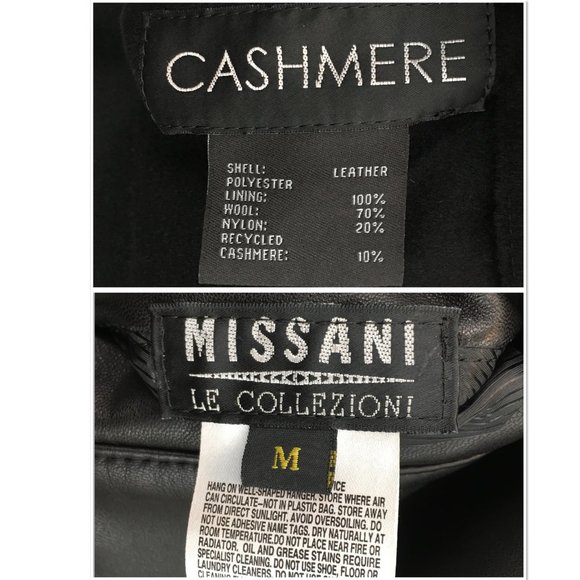 CASHMERE
SHELL: LEATHER
POLYESTER
LINING: 100%
WOOL: 70%
NYLON: 20%
RECYCLED
CASHMERE: 10%
MISSANI
LE COLLEZIONI
M
HANG ON WELL-SHAPED HANGER. STORE WHERE AIR
CAN CIRCULATE-NOT IN PLASTIC BAG. STORE AWAY
FROM DIRECT SUNLIGHT. AVOID OVERSOILING. DO
NOT USE ADHESIVE NAME TAGS. DRY NATURALLY AT
ROOM TEMPERATURE.DO NOT PLACE NEAR FIRE OR
RADIATOR. OIL AND GREASE STAINS REQUIRE
SPECIALIST CLEANING. DO NOT USE SHOE, FLOOR OR
LAUNDRY CLEANERS. DO NOT